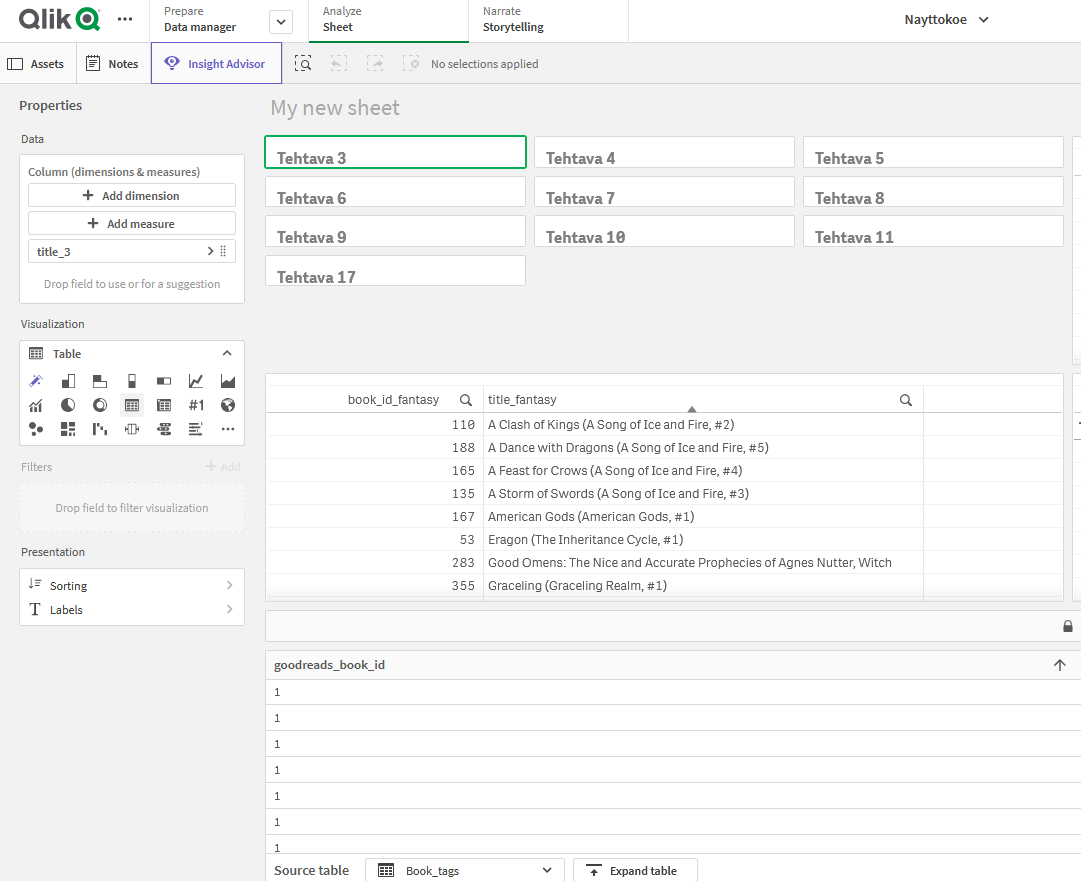 Qlik
Prepare
Data manager
Analyze
Sheet
Narrate
Storytelling
Nayttokoe
Assets
Notes
Insight Advisor
No selections applied
Properties
Data
Column (dimensions & measures)
Add dimension
Add measure
title_3
Drop field to use or for a suggestion
Visualization
Table
#1
Filters
Add
Drop field to filter visualization
Presentation
Sorting
Labels
My new sheet
Tehtava 3
Tehtava 4
Tehtava 5
Tehtava 6
Tehtava 7
Tehtava 8
Tehtava 9
Tehtava 10
Tehtava 11
Tehtava 17
book_id_fantasy title_fantasy
110 A Clash of Kings (A Song of Ice and Fire, #2)
188 A Dance with Dragons (A Song of Ice and Fire, #5)
165 A Feast for Crows (A Song of Ice and Fire, #4)
135 A Storm of Swords (A Song of Ice and Fire, #3)
167 American Gods (American Gods, #1)
53 Eragon (The Inheritance Cycle, #1)
283 Good Omens: The Nice and Accurate Prophecies of Agnes Nutter, Witch
355 Graceling (Graceling Realm, #1)
goodreads_book_id
1
1
1
1
1
1
1
Source table
Book_tags
Expand table